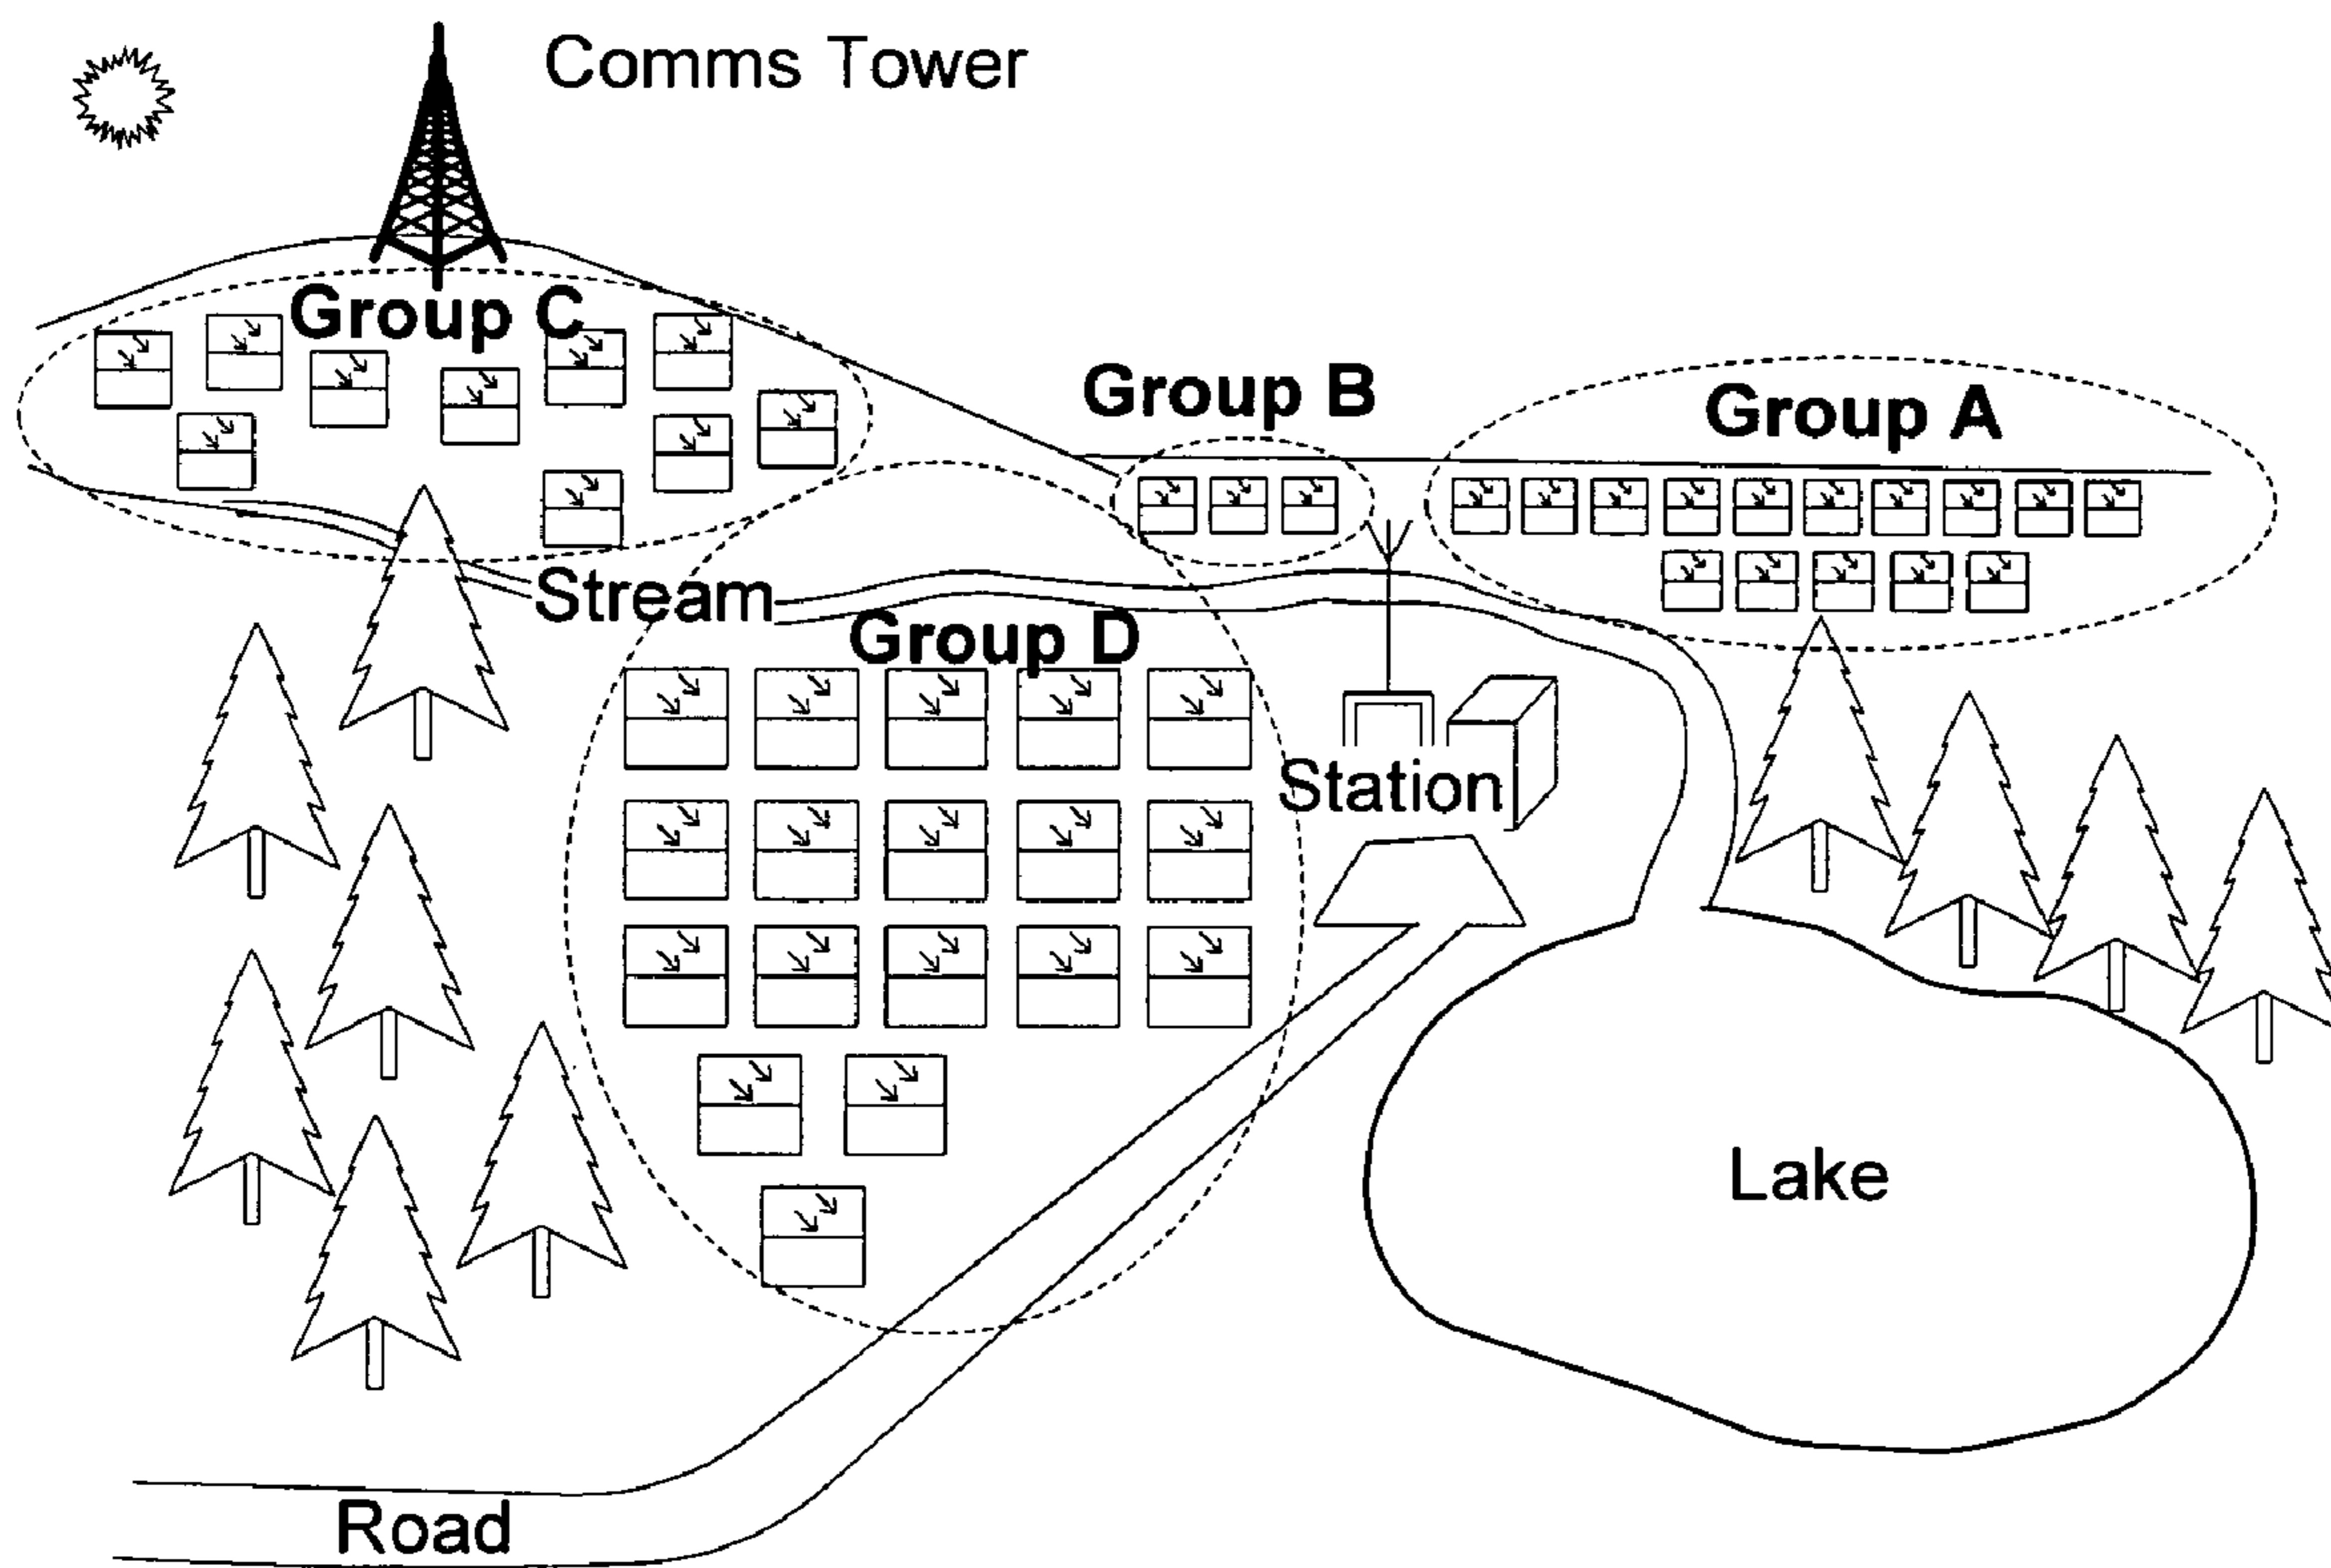 Comms Tower
Group C
Group B
Group A
Stream
Group D
Station
Lake
Road